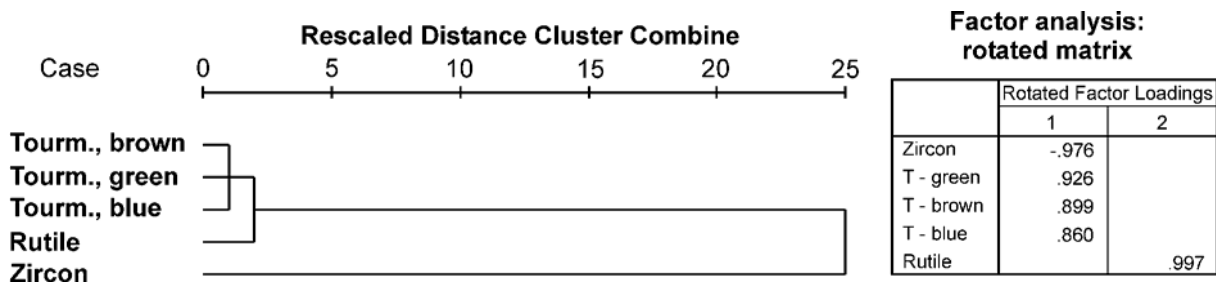 Rescaled Distance Cluster Combine
Case 0 5 10 15 20 25
Tourm., brown
Tourm., green
Tourm., blue
Rutile
Zircon
Factor analysis:
rotated matrix
Rotated Factor Loadings
1 2
Zircon -.976
T - green .926
T - brown .899
T - blue .860
Rutile .997